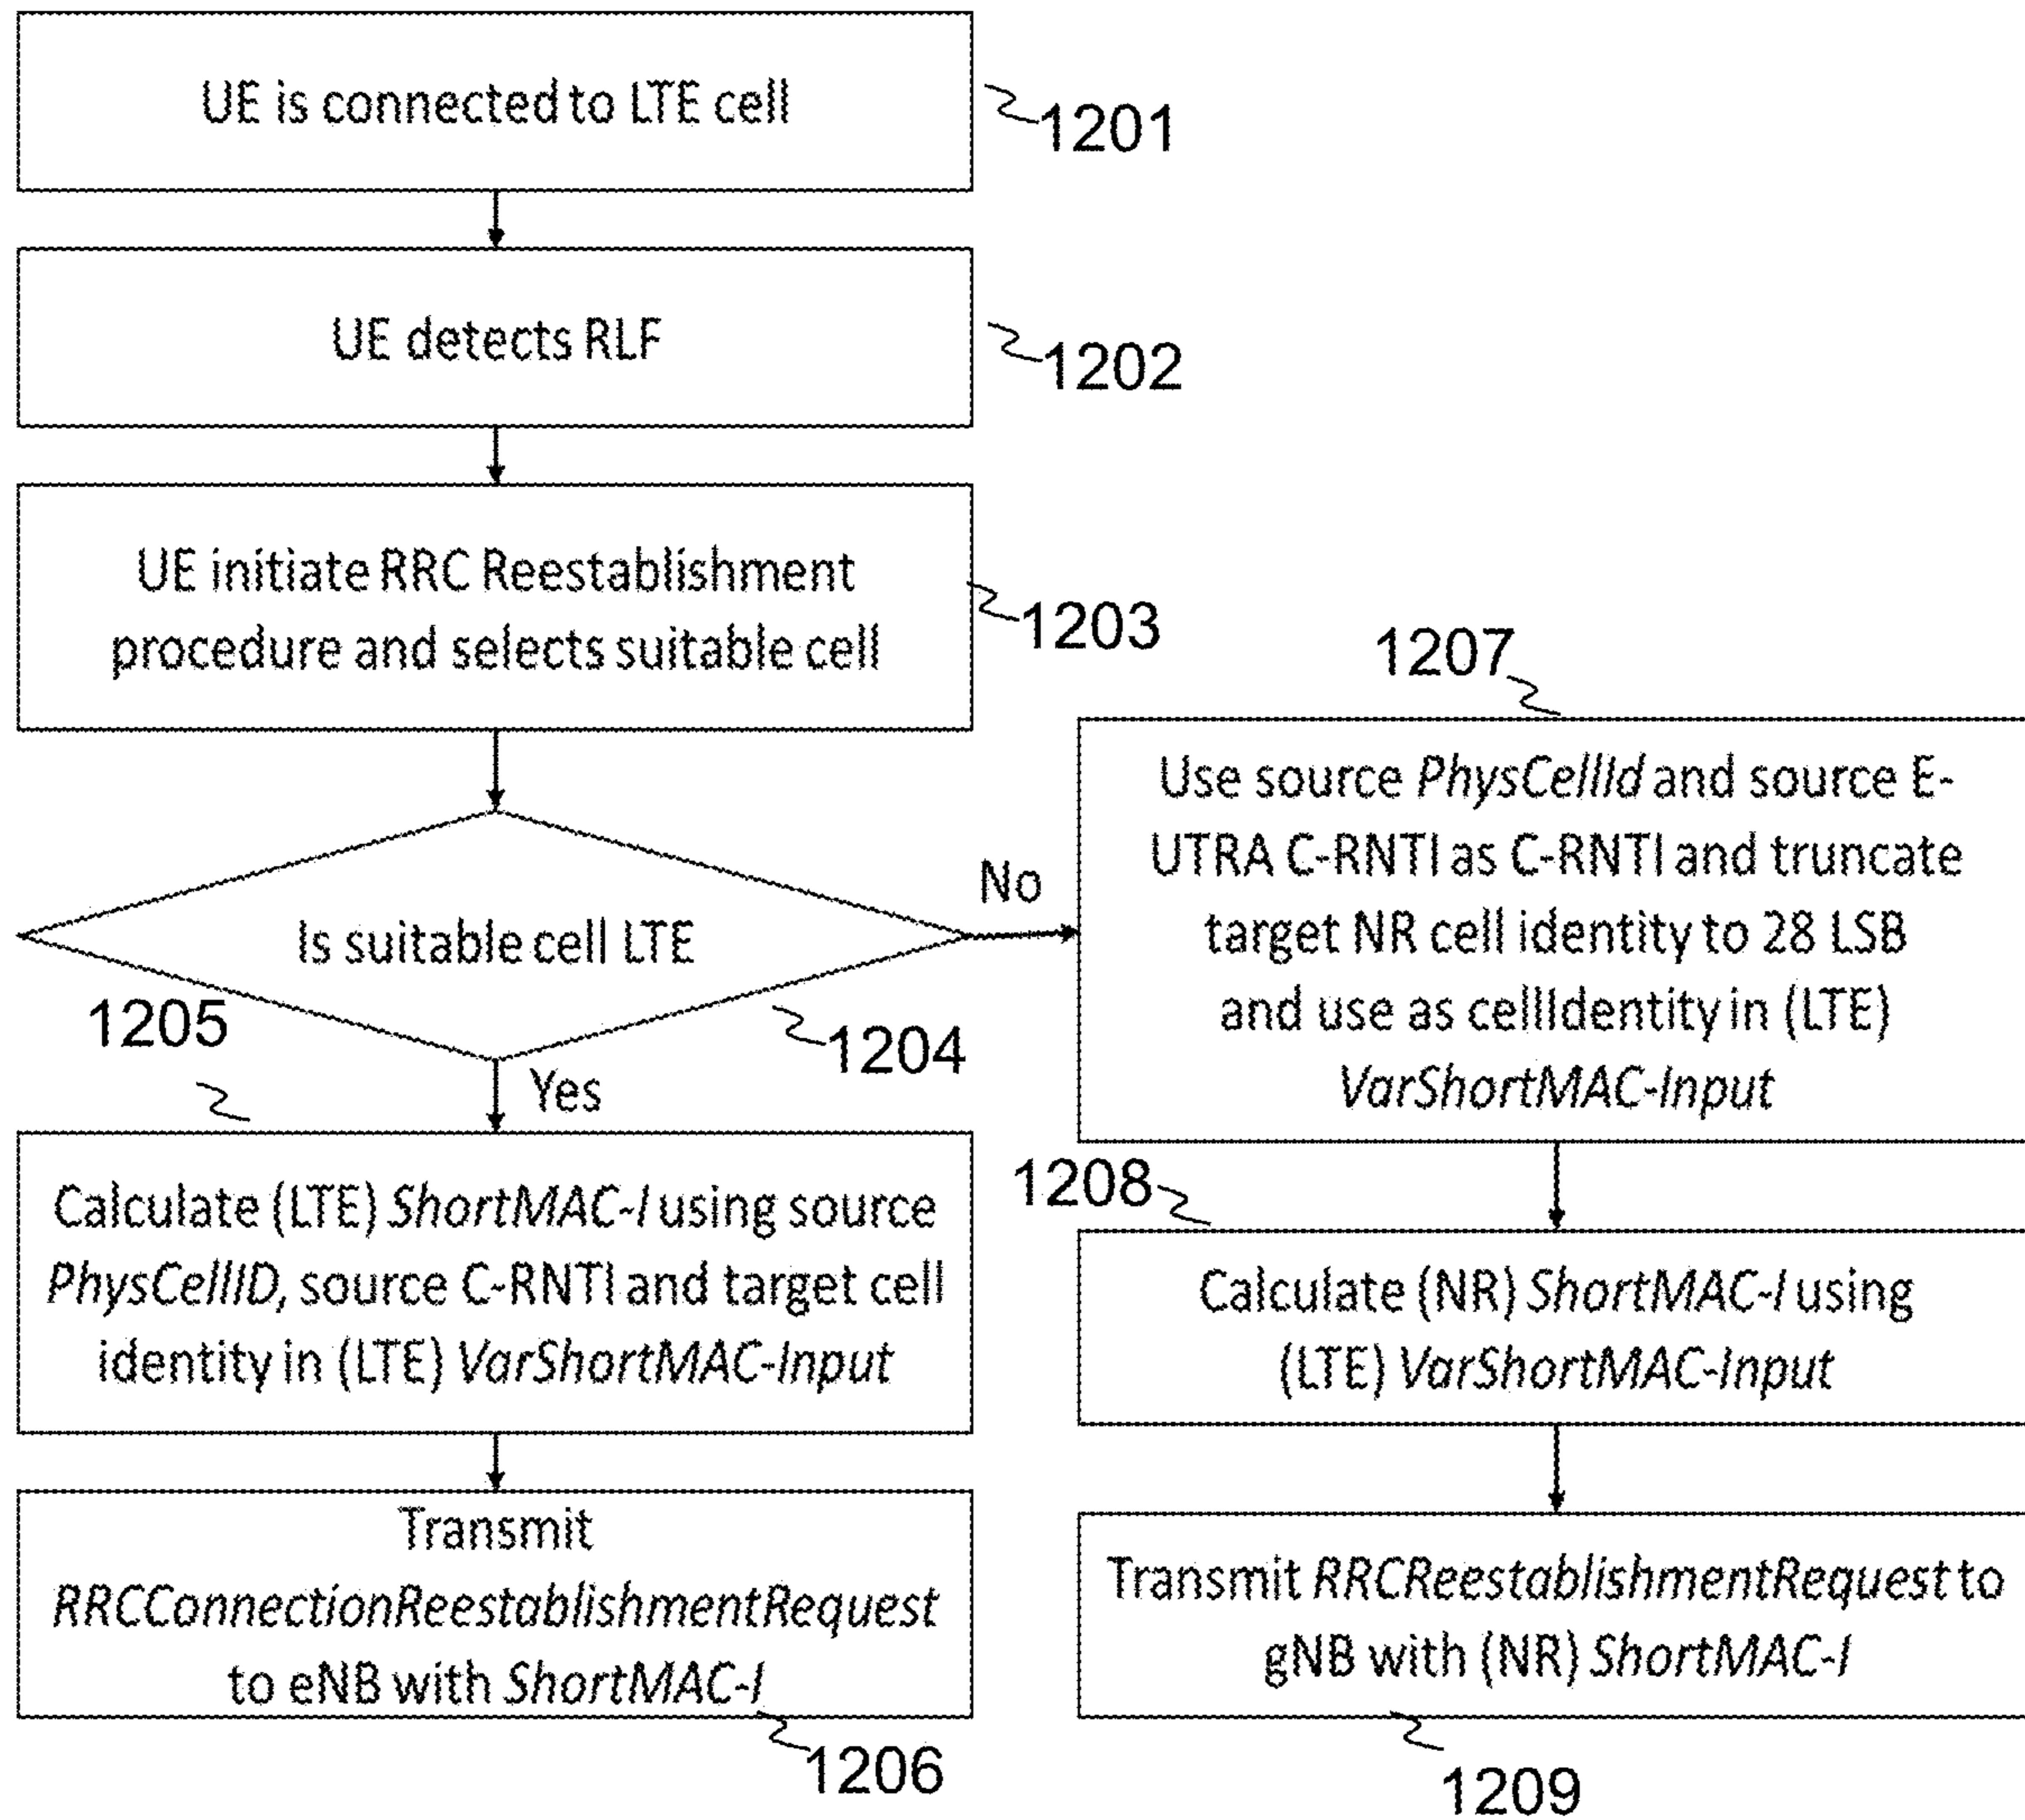 UE is connected to LTE cell
1201
UE detects RLF
1202
UE initiate RRC Reestablishment
procedure and selects suitable cell
1203
Is suitable cell LTE
1204
No
Yes
1205
Calculate (LTE) ShortMAC-I using source
PhysCellID, source C-RNTI and target cell
identity in (LTE) VarShortMAC-Input
Transmit
RRCConnectionReestablishmentRequest
to eNB with ShortMAC-I
1206
1207
Use source PhysCellId and source E-
UTRA C-RNTI as C-RNTI and truncate
target NR cell identity to 28 LSB
and use as cellIdentity in (LTE)
VarShortMAC-Input
1208
Calculate (NR) ShortMAC-I using
(LTE) VarShortMAC-Input
Transmit RRCReestablishmentRequest to
gNB with (NR) ShortMAC-I
1209